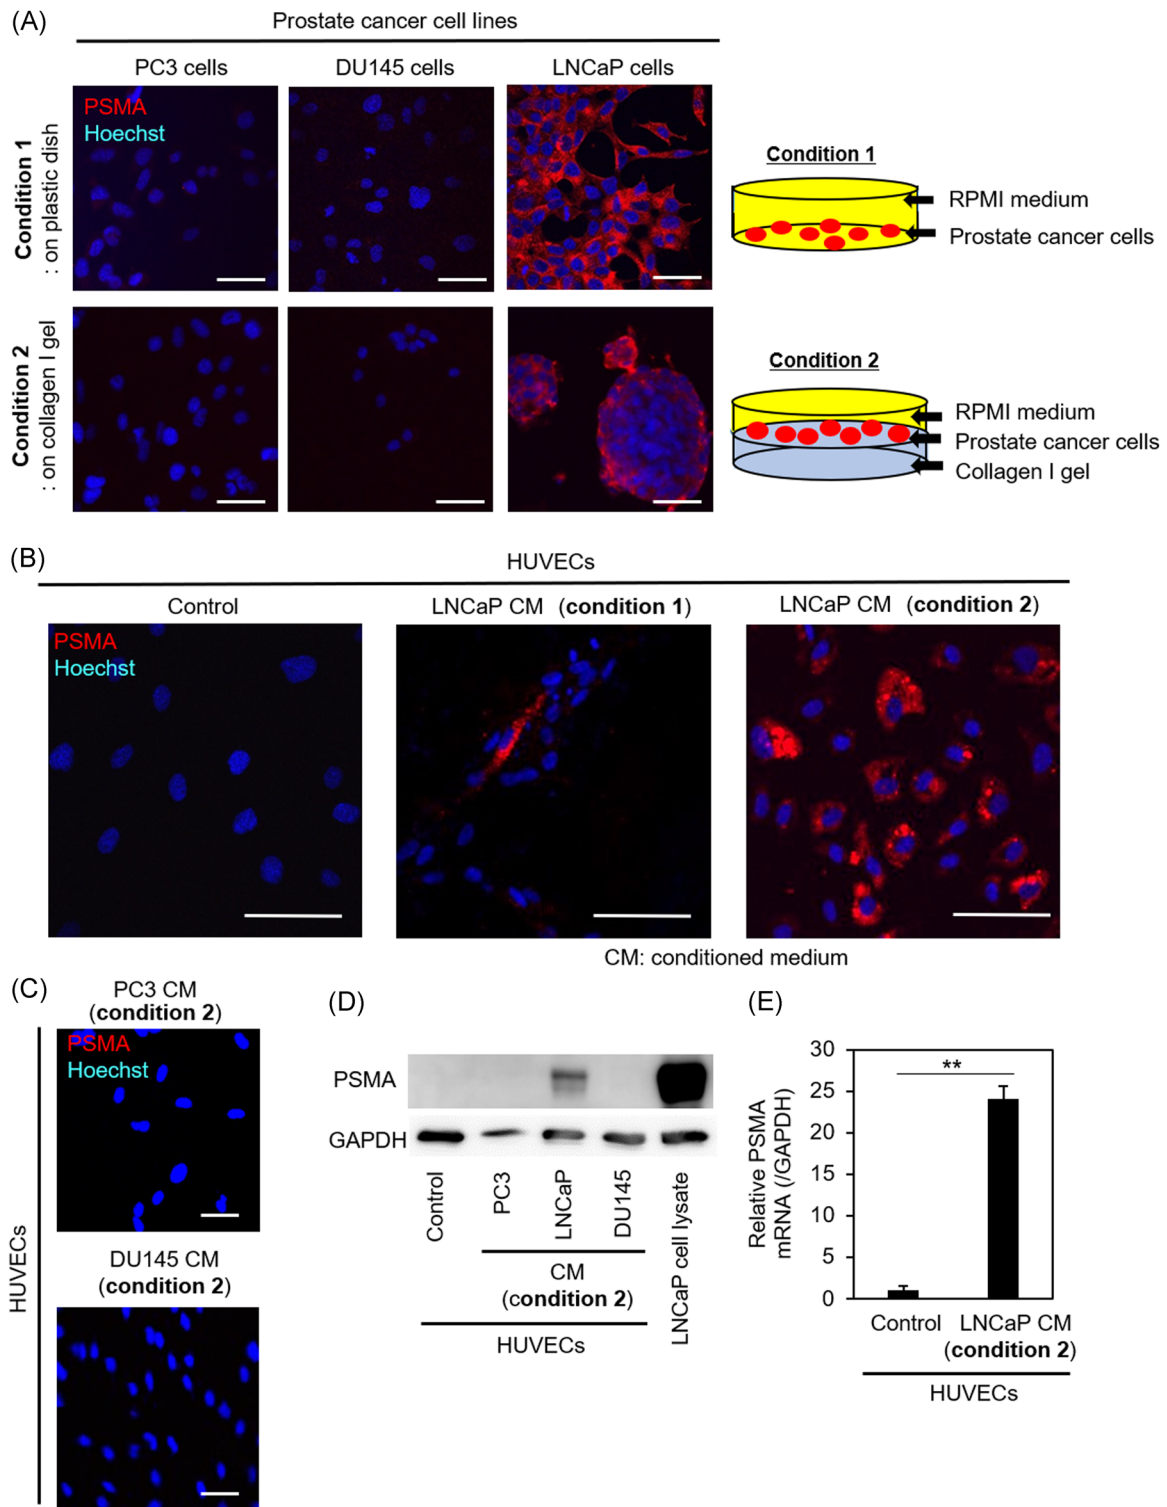 (A)
Prostate cancer cell lines
PC3 cells
DU145 cells
LNCaP cells
PSMA
Hoechst
Condition 1
: on plastic dish
Condition 1
RPMI medium
Prostate cancer cells
Condition 2
: on collagen I gel
Condition 2
RPMI medium
Prostate cancer cells
Collagen I gel
(B)
HUVECs
Control
LNCaP CM (condition 1)
LNCaP CM (condition 2)
PSMA
Hoechst
CM: conditioned medium
(C)
PC3 CM
(condition 2)
PSMA
Hoechst
DU145 CM
(condition 2)
HUVECs
(D)
PSMA
GAPDH
Control
PC3
LNCaP
DU145
LNCaP cell lysate
CM
(condition 2)
HUVECs
(E)
Relative PSMA
mRNA (/GAPDH)
30
25
20
15
10
5
0
**
Control
LNCaP CM
(condition 2)
HUVECs